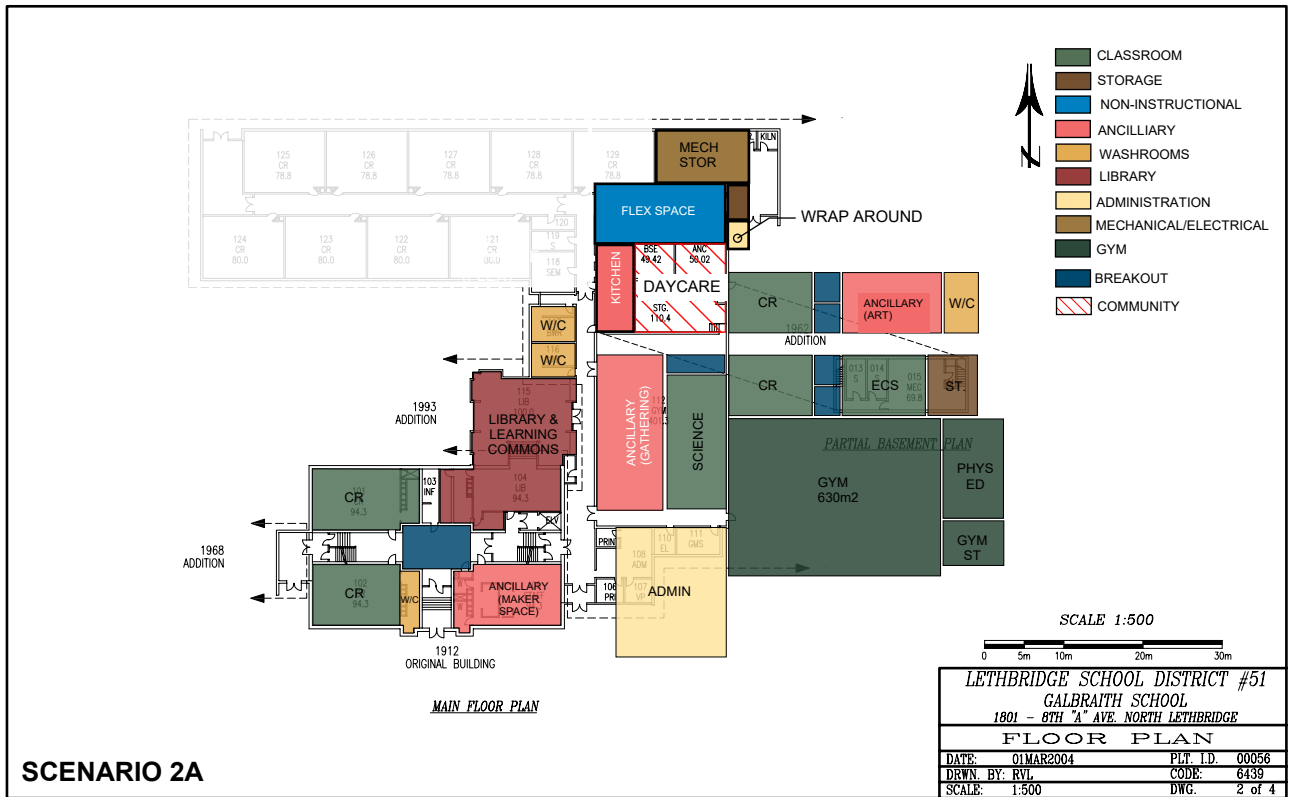 CLASSROOM
STORAGE
NON-INSTRUCTIONAL
ANCILLIARY
WASHROOMS
LIBRARY
ADMINISTRATION
MECHANICAL/ELECTRICAL
GYM
BREAKOUT
COMMUNITY
N
MECH
STOR
KILN
125
CR
78.8
126
CR
78.8
127
CR
78.8
128
CR
78.8
129
CR
78.8
FLEX SPACE
WRAP AROUND
124
CR
80.0
123
CR
80.0
122
CR
80.0
121
CR
80.0
120
119
S
118
SEM
KITCHEN
BSE
49.42
ANC
50.02
DAYCARE
STG.
110.4
CR
ANCILLARY
(ART)
W/C
1962
ADDITION
W/C
116
W/C
1993
ADDITION
115
LIB
100.0
LIBRARY &
LEARNING
COMMONS
104
LIB
94.3
103
INF
ANCILLARY
(GATHERING)
SCIENCE
CR
013
S
014
S
ECS
015
MEC
69.8
ST.
PARTIAL BASEMENT PLAN
GYM
630m2
PHYS
ED
GYM
ST
CR
94.3
ELV
1968
ADDITION
102
CR
94.3
W/C
ANCILLARY
(MAKER
SPACE)
PRIN
110
EL
111
GMS
108
ADM
106
PRI
107
VP
ADMIN
1912
ORIGINAL BUILDING
MAIN FLOOR PLAN
SCALE 1:500
0 5m 10m 20m 30m
LETHBRIDGE SCHOOL DISTRICT #51
GALBRAITH SCHOOL
1801 - 8TH "A" AVE. NORTH LETHBRIDGE
FLOOR PLAN
DATE: 01MAR2004 PLT. I.D. 00056
DRWN. BY: RVL CODE: 6439
SCALE: 1:500 DWG. 2 of 4
SCENARIO 2A